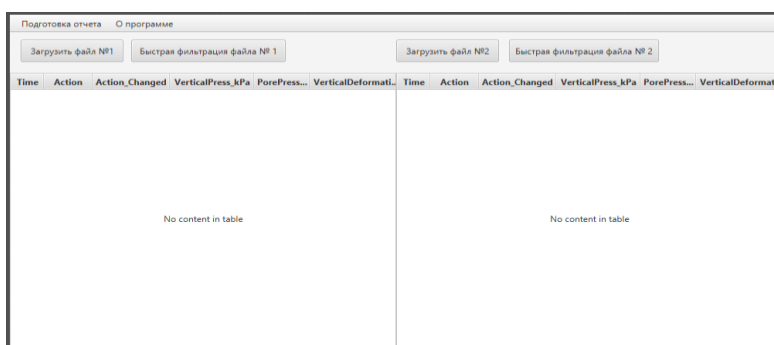 Подготовка отчета О программе
Загрузить файл №1 Быстрая фильтрация файла № 1 Загрузить файл №2 Быстрая фильтрация файла № 2
Time Action Action_Changed VerticalPress_kPa PorePress... VerticalDeformati... Time Action Action_Changed VerticalPress_kPa PorePress... VerticalDeformat
No content in table No content in table